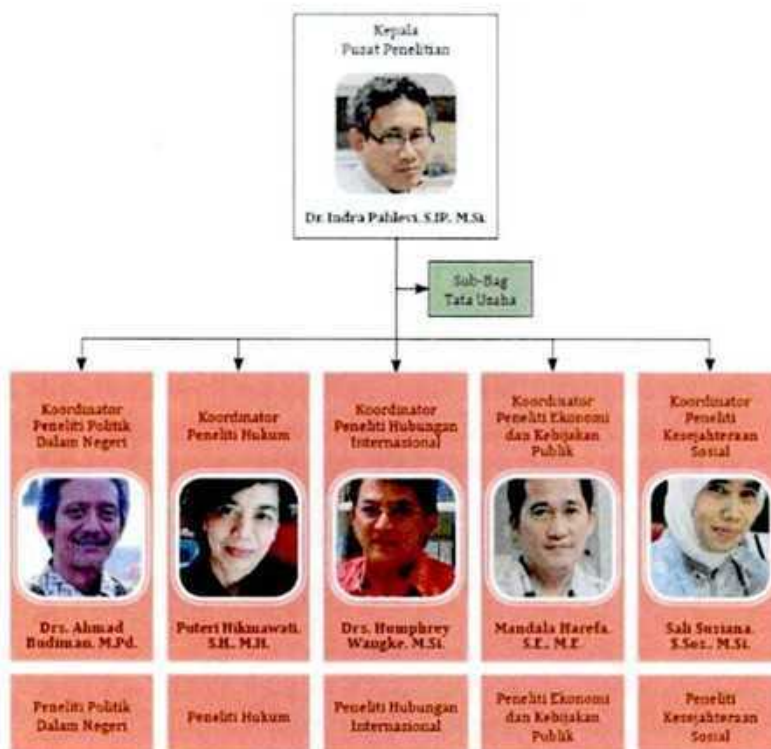 Kepala
Pusat Penelitian
Dr. Indra Pahlevi, S.IP., M.Si.
Sub-Bag
Tata Usaha
Koordinator
Peneliti Politik
Dalam Negeri
Koordinator
Peneliti Hukum
Koordinator
Peneliti Hubungan
Internasional
Koordinator
Peneliti Ekonomi
dan Kebijakan
Publik
Koordinator
Peneliti
Kesejahteraan
Sosial
Drs. Ahmad
Budiman, M.Pd.
Puteri Hikmawati,
S.H., M.H.
Drs. Humphrey
Wangke, M.Si.
Mandala Harefa,
S.E., M.E.
Sali Susiana,
S.Sos., M.Si.
Peneliti Politik
Dalam Negeri
Peneliti Hukum
Peneliti Hubungan
Internasional
Peneliti Ekonomi
dan Kebijakan
Publik
Peneliti
Kesejahteraan
Sosial